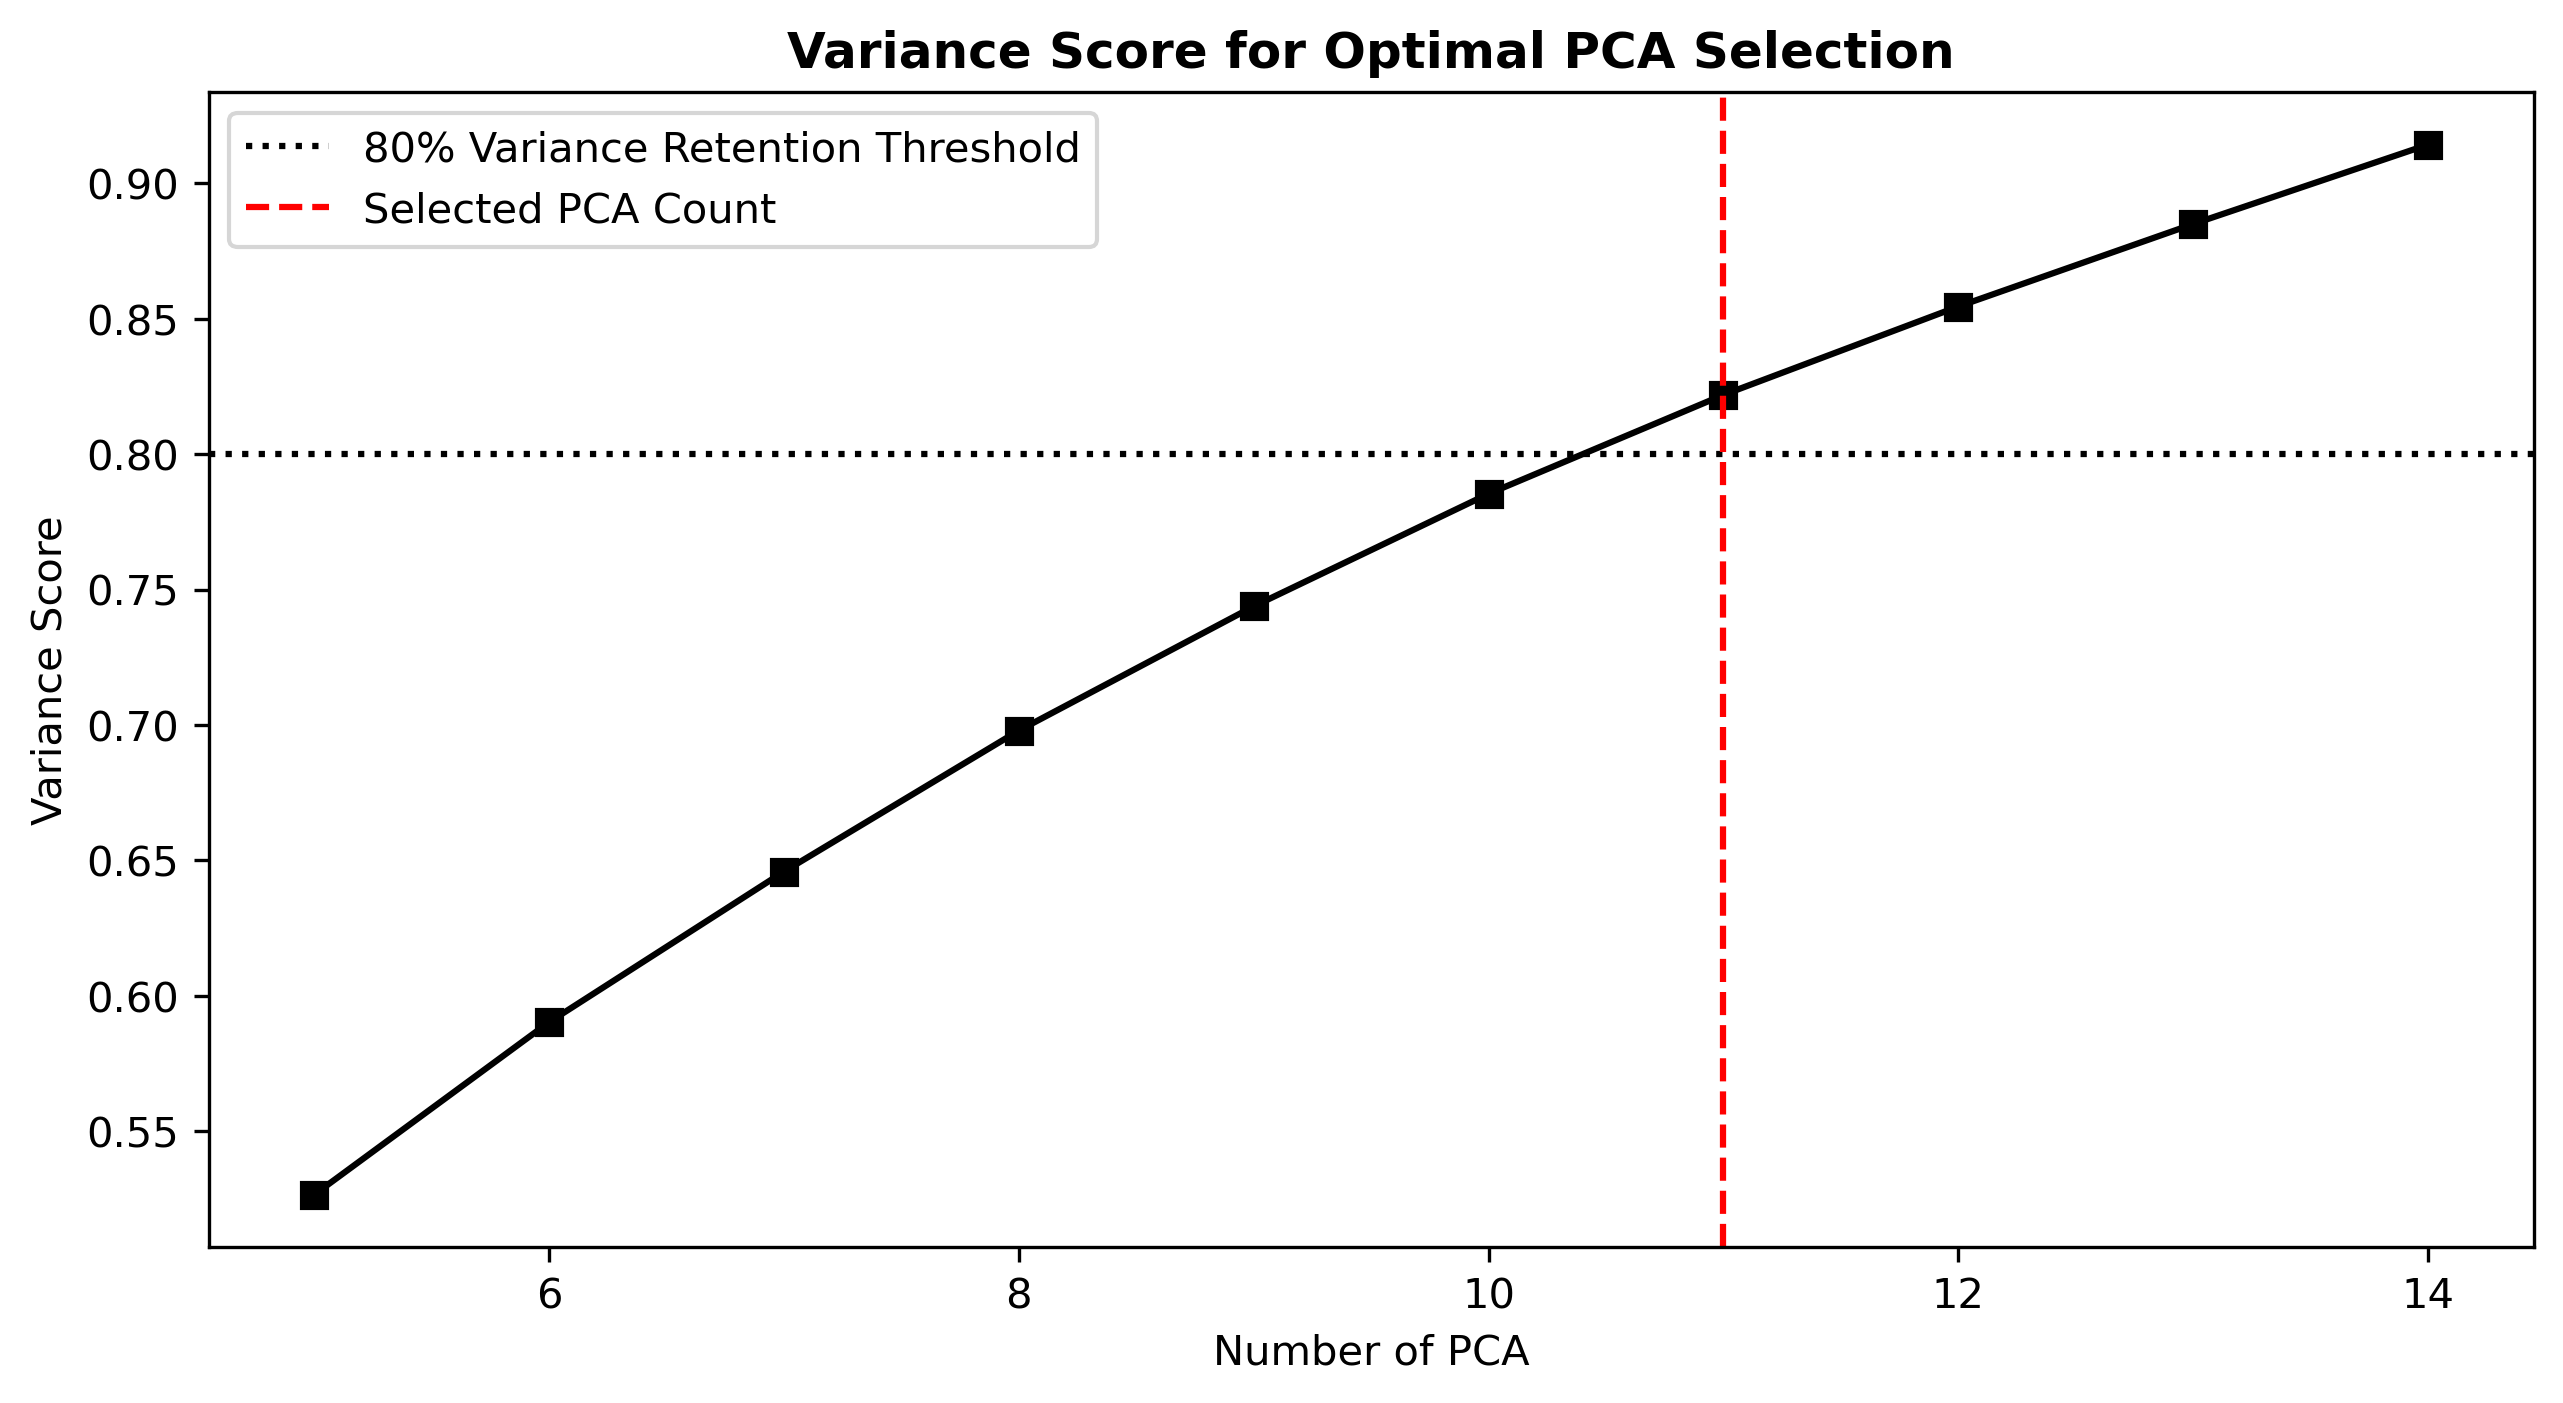 Variance Score for Optimal PCA Selection
80% Variance Retention Threshold
Selected PCA Count
0.90
0.85
0.80
0.75
0.70
0.65
0.60
0.55
Variance Score
6 8 10 12 14
Number of PCA